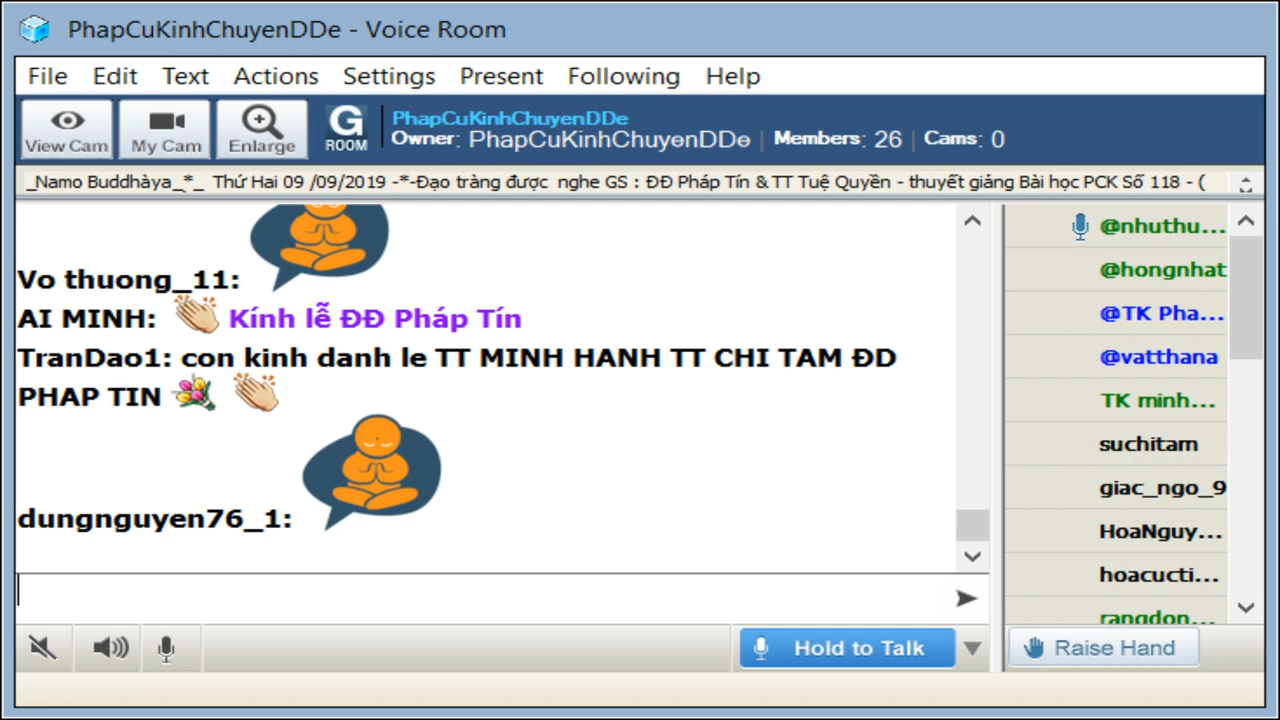 PhapCuKinhChuyenDDe - Voice Room
File Edit Text Actions Settings Present Following Help
View Cam My Cam Enlarge G ROOM
PhapCuKinhChuyenDDe
Owner: PhapCuKinhChuyenDDe | Members: 26 | Cams: 0
_Namo Buddhàya_*_ Thứ Hai 09 /09/2019 -*-Đạo tràng được nghe GS : ĐĐ Pháp Tín & TT Tuệ Quyền - thuyết giảng Bài học PCK Số 118 - (
Vo thuong_11:
AI MINH: Kính lễ ĐĐ Pháp Tín
TranDao1: con kinh danh le TT MINH HANH TT CHI TAM ĐD
PHAP TIN
dungnguyen76_1:
@nhuthu...
@hongnhat
@TK Pha...
@vatthana
TK minh...
suchitam
giac_ngo_9
HoaNguy...
hoacucti...
rangdon...
Hold to Talk
Raise Hand